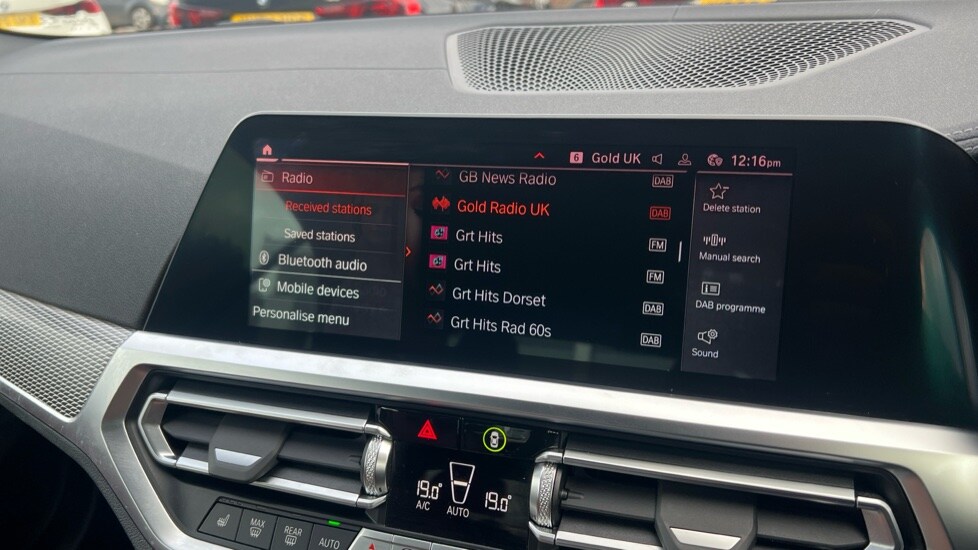 6 Gold UK 12:16pm
Radio
Received stations
Saved stations
Bluetooth audio
Mobile devices
Personalise menu
GB News Radio DAB
Gold Radio UK DAB
Grt Hits FM
Grt Hits FM
Grt Hits Dorset DAB
Grt Hits Rad 60s DAB
Delete station
Manual search
DAB programme
Sound
19.0° 19.0°
A/C AUTO
MAX
REAR
AUTO